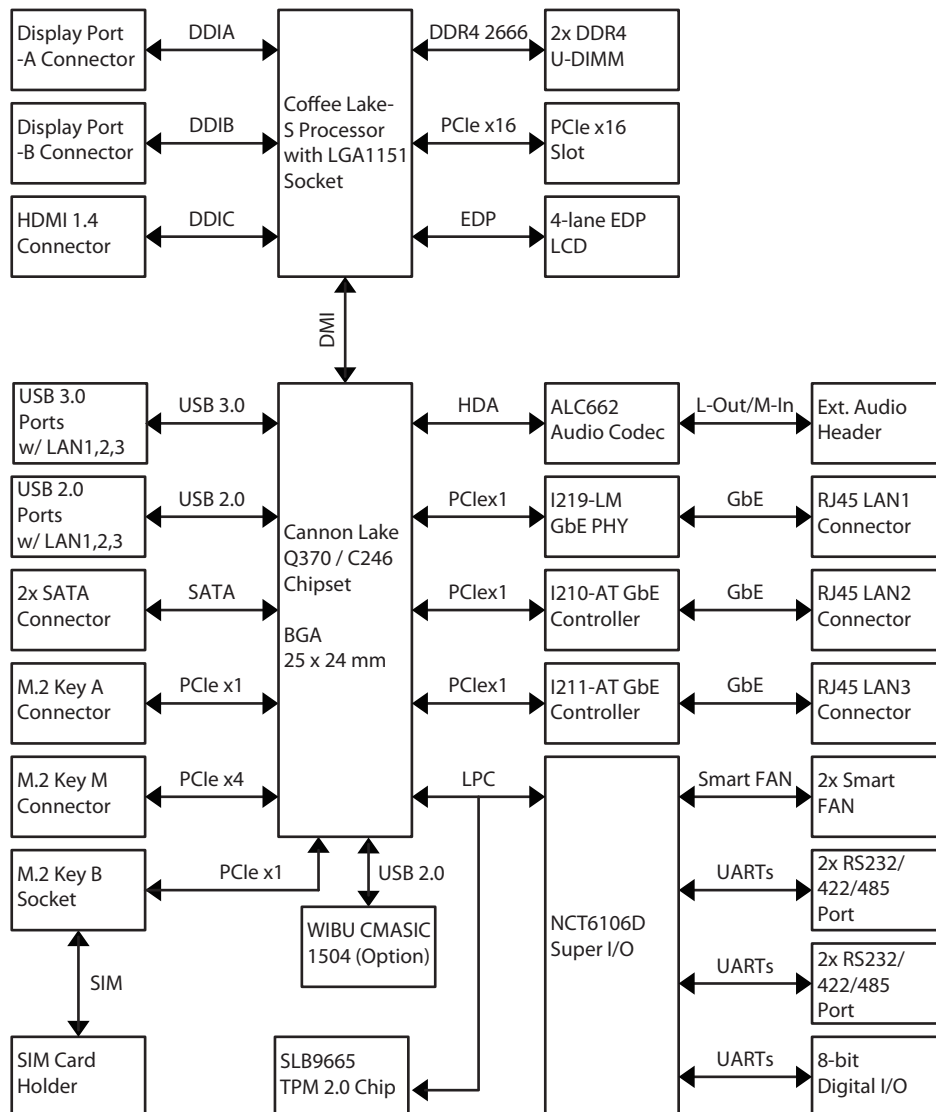 Display Port
-A Connector
DDIA
Coffee Lake-
S Processor
with LGA1151
Socket
DDR4 2666
2x DDR4
U-DIMM
Display Port
-B Connector
DDIB
PCIe x16
PCIe x16
Slot
HDMI 1.4
Connector
DDIC
EDP
4-lane EDP
LCD
DMI
USB 3.0
Ports
w/ LAN1,2,3
USB 3.0
Cannon Lake
Q370 / C246
Chipset
BGA
25 x 24 mm
HDA
ALC662
Audio Codec
L-Out/M-In
Ext. Audio
Header
USB 2.0
Ports
w/ LAN1,2,3
USB 2.0
PCIex1
I219-LM
GbE PHY
GbE
RJ45 LAN1
Connector
2x SATA
Connector
SATA
PCIex1
I210-AT GbE
Controller
GbE
RJ45 LAN2
Connector
M.2 Key A
Connector
PCIe x1
PCIex1
I211-AT GbE
Controller
GbE
RJ45 LAN3
Connector
M.2 Key M
Connector
PCIe x4
LPC
NCT6106D
Super I/O
Smart FAN
2x Smart
FAN
M.2 Key B
Socket
PCIe x1
USB 2.0
WIBU CMASIC
1504 (Option)
UARTs
2x RS232/
422/485
Port
SIM
UARTs
2x RS232/
422/485
Port
SIM Card
Holder
SLB9665
TPM 2.0 Chip
UARTs
8-bit
Digital I/O